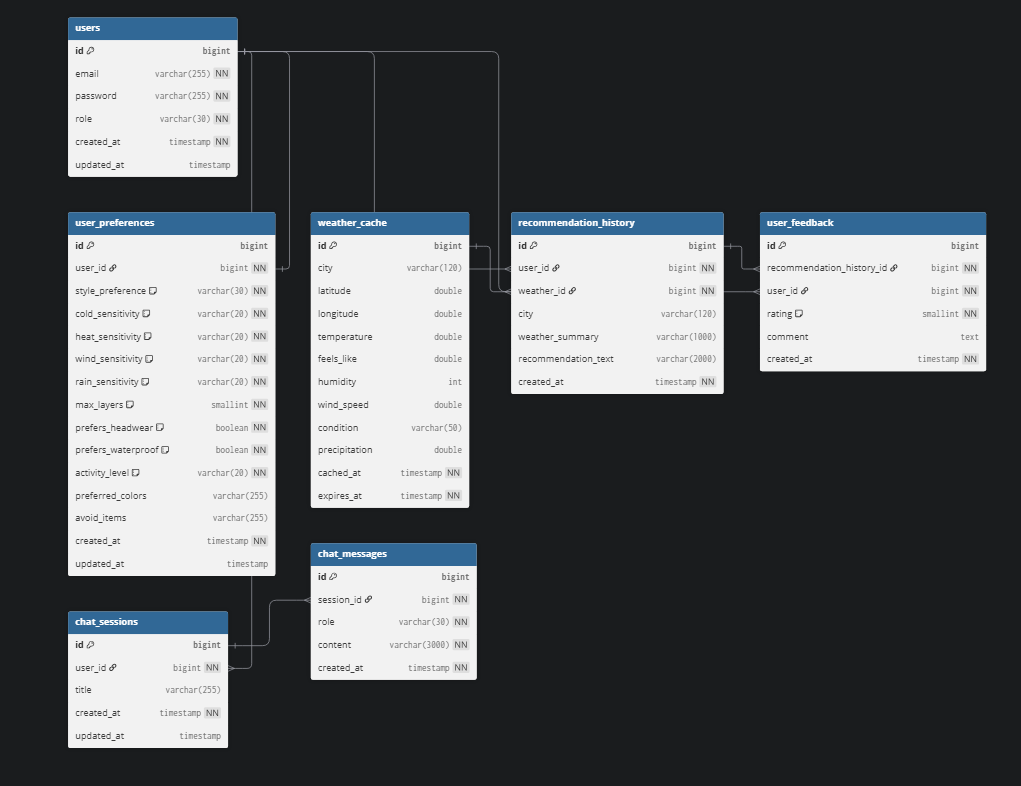 users
id bigint
email varchar(255) NN
password varchar(255) NN
role varchar(30) NN
created_at timestamp NN
updated_at timestamp
user_preferences
id bigint
user_id bigint NN
style_preference varchar(30) NN
cold_sensitivity varchar(20) NN
heat_sensitivity varchar(20) NN
wind_sensitivity varchar(20) NN
rain_sensitivity varchar(20) NN
max_layers smallint NN
prefers_headwear boolean NN
prefers_waterproof boolean NN
activity_level varchar(20) NN
preferred_colors varchar(255)
avoid_items varchar(255)
created_at timestamp NN
updated_at timestamp
weather_cache
id bigint
city varchar(120)
latitude double
longitude double
temperature double
feels_like double
humidity int
wind_speed double
condition varchar(50)
precipitation double
cached_at timestamp NN
expires_at timestamp NN
recommendation_history
id bigint
user_id bigint NN
weather_id bigint NN
city varchar(120)
weather_summary varchar(1000)
recommendation_text varchar(2000)
created_at timestamp NN
user_feedback
id bigint
recommendation_history_id bigint NN
user_id bigint NN
rating smallint NN
comment text
created_at timestamp NN
chat_messages
id bigint
session_id bigint NN
role varchar(30) NN
content varchar(3000) NN
created_at timestamp NN
chat_sessions
id bigint
user_id bigint NN
title varchar(255)
created_at timestamp NN
updated_at timestamp